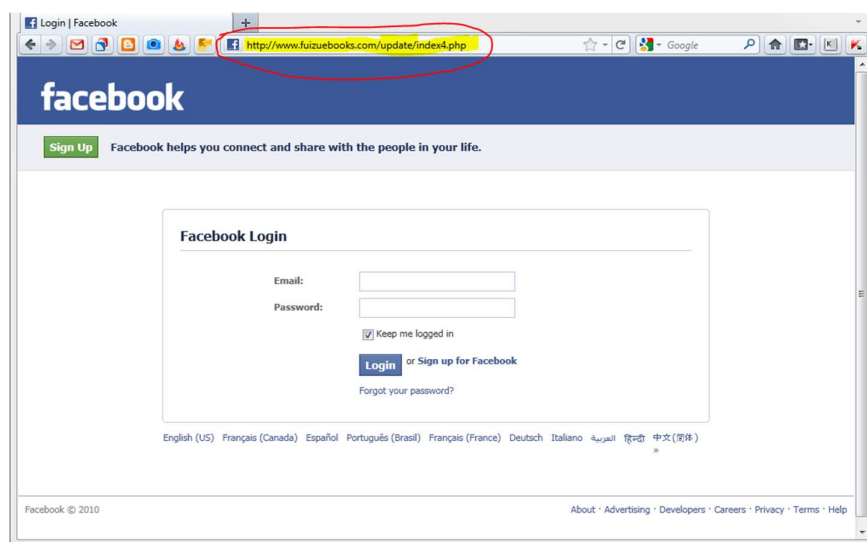 Login | Facebook
http://www.fuizuebooks.com/update/index4.php
Google
facebook
Sign Up Facebook helps you connect and share with the people in your life.
Facebook Login
Email:
Password:
Keep me logged in
Login or Sign up for Facebook
Forgot your password?
English (US) Français (Canada) Español Português (Brasil) Français (France) Deutsch Italiano العربية हिन्दी 中文(简体)
»
Facebook © 2010 About · Advertising · Developers · Careers · Privacy · Terms · Help